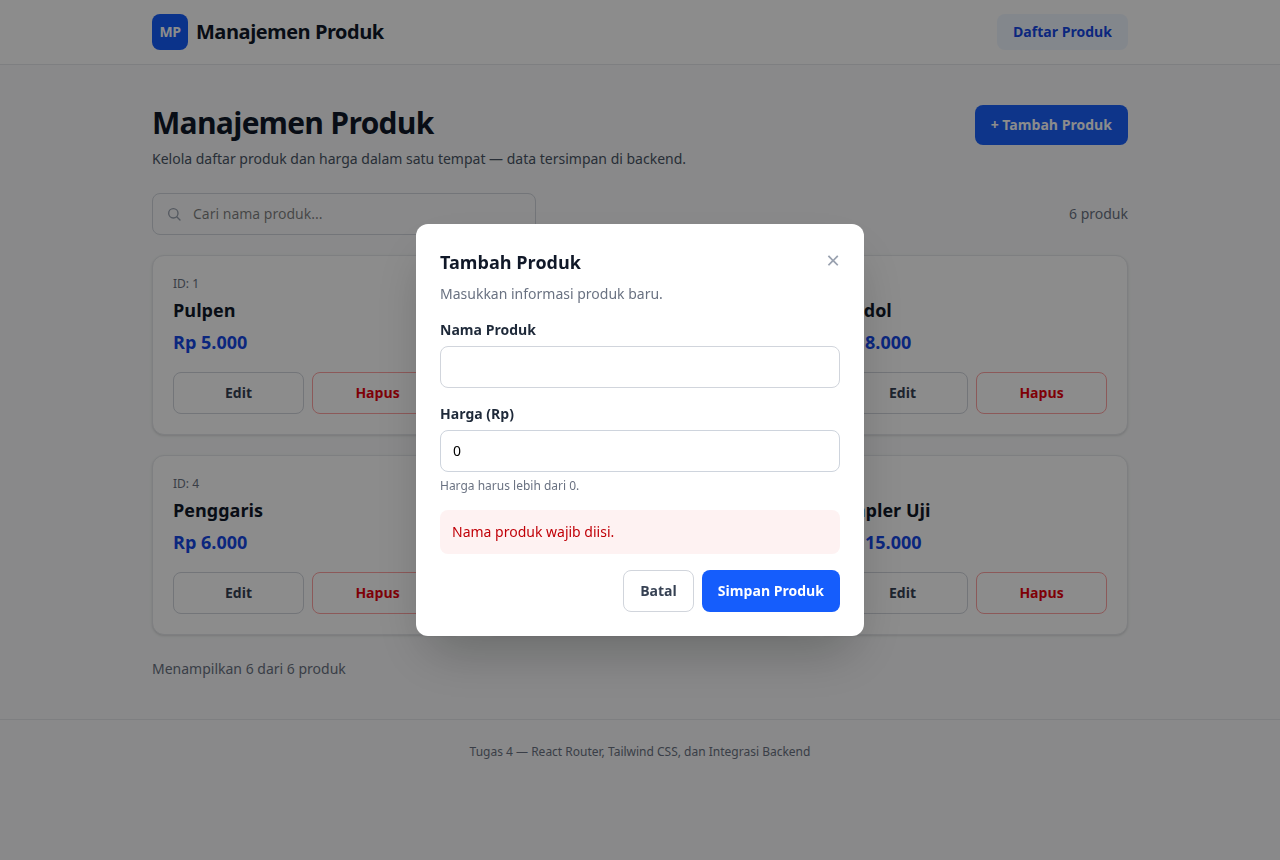 MP Manajemen Produk
Daftar Produk
Manajemen Produk
+ Tambah Produk
Kelola daftar produk dan harga dalam satu tempat — data tersimpan di backend.
Cari nama produk...
6 produk
ID: 1
Pulpen
Rp 5.000
Edit
Hapus
8.000
Edit
Hapus
ID: 4
Penggaris
Rp 6.000
Edit
Hapus
Uji
15.000
Edit
Hapus
Tambah Produk
×
Masukkan informasi produk baru.
Nama Produk
Harga (Rp)
0
Harga harus lebih dari 0.
Nama produk wajib diisi.
Batal
Simpan Produk
Menampilkan 6 dari 6 produk
Tugas 4 — React Router, Tailwind CSS, dan Integrasi Backend